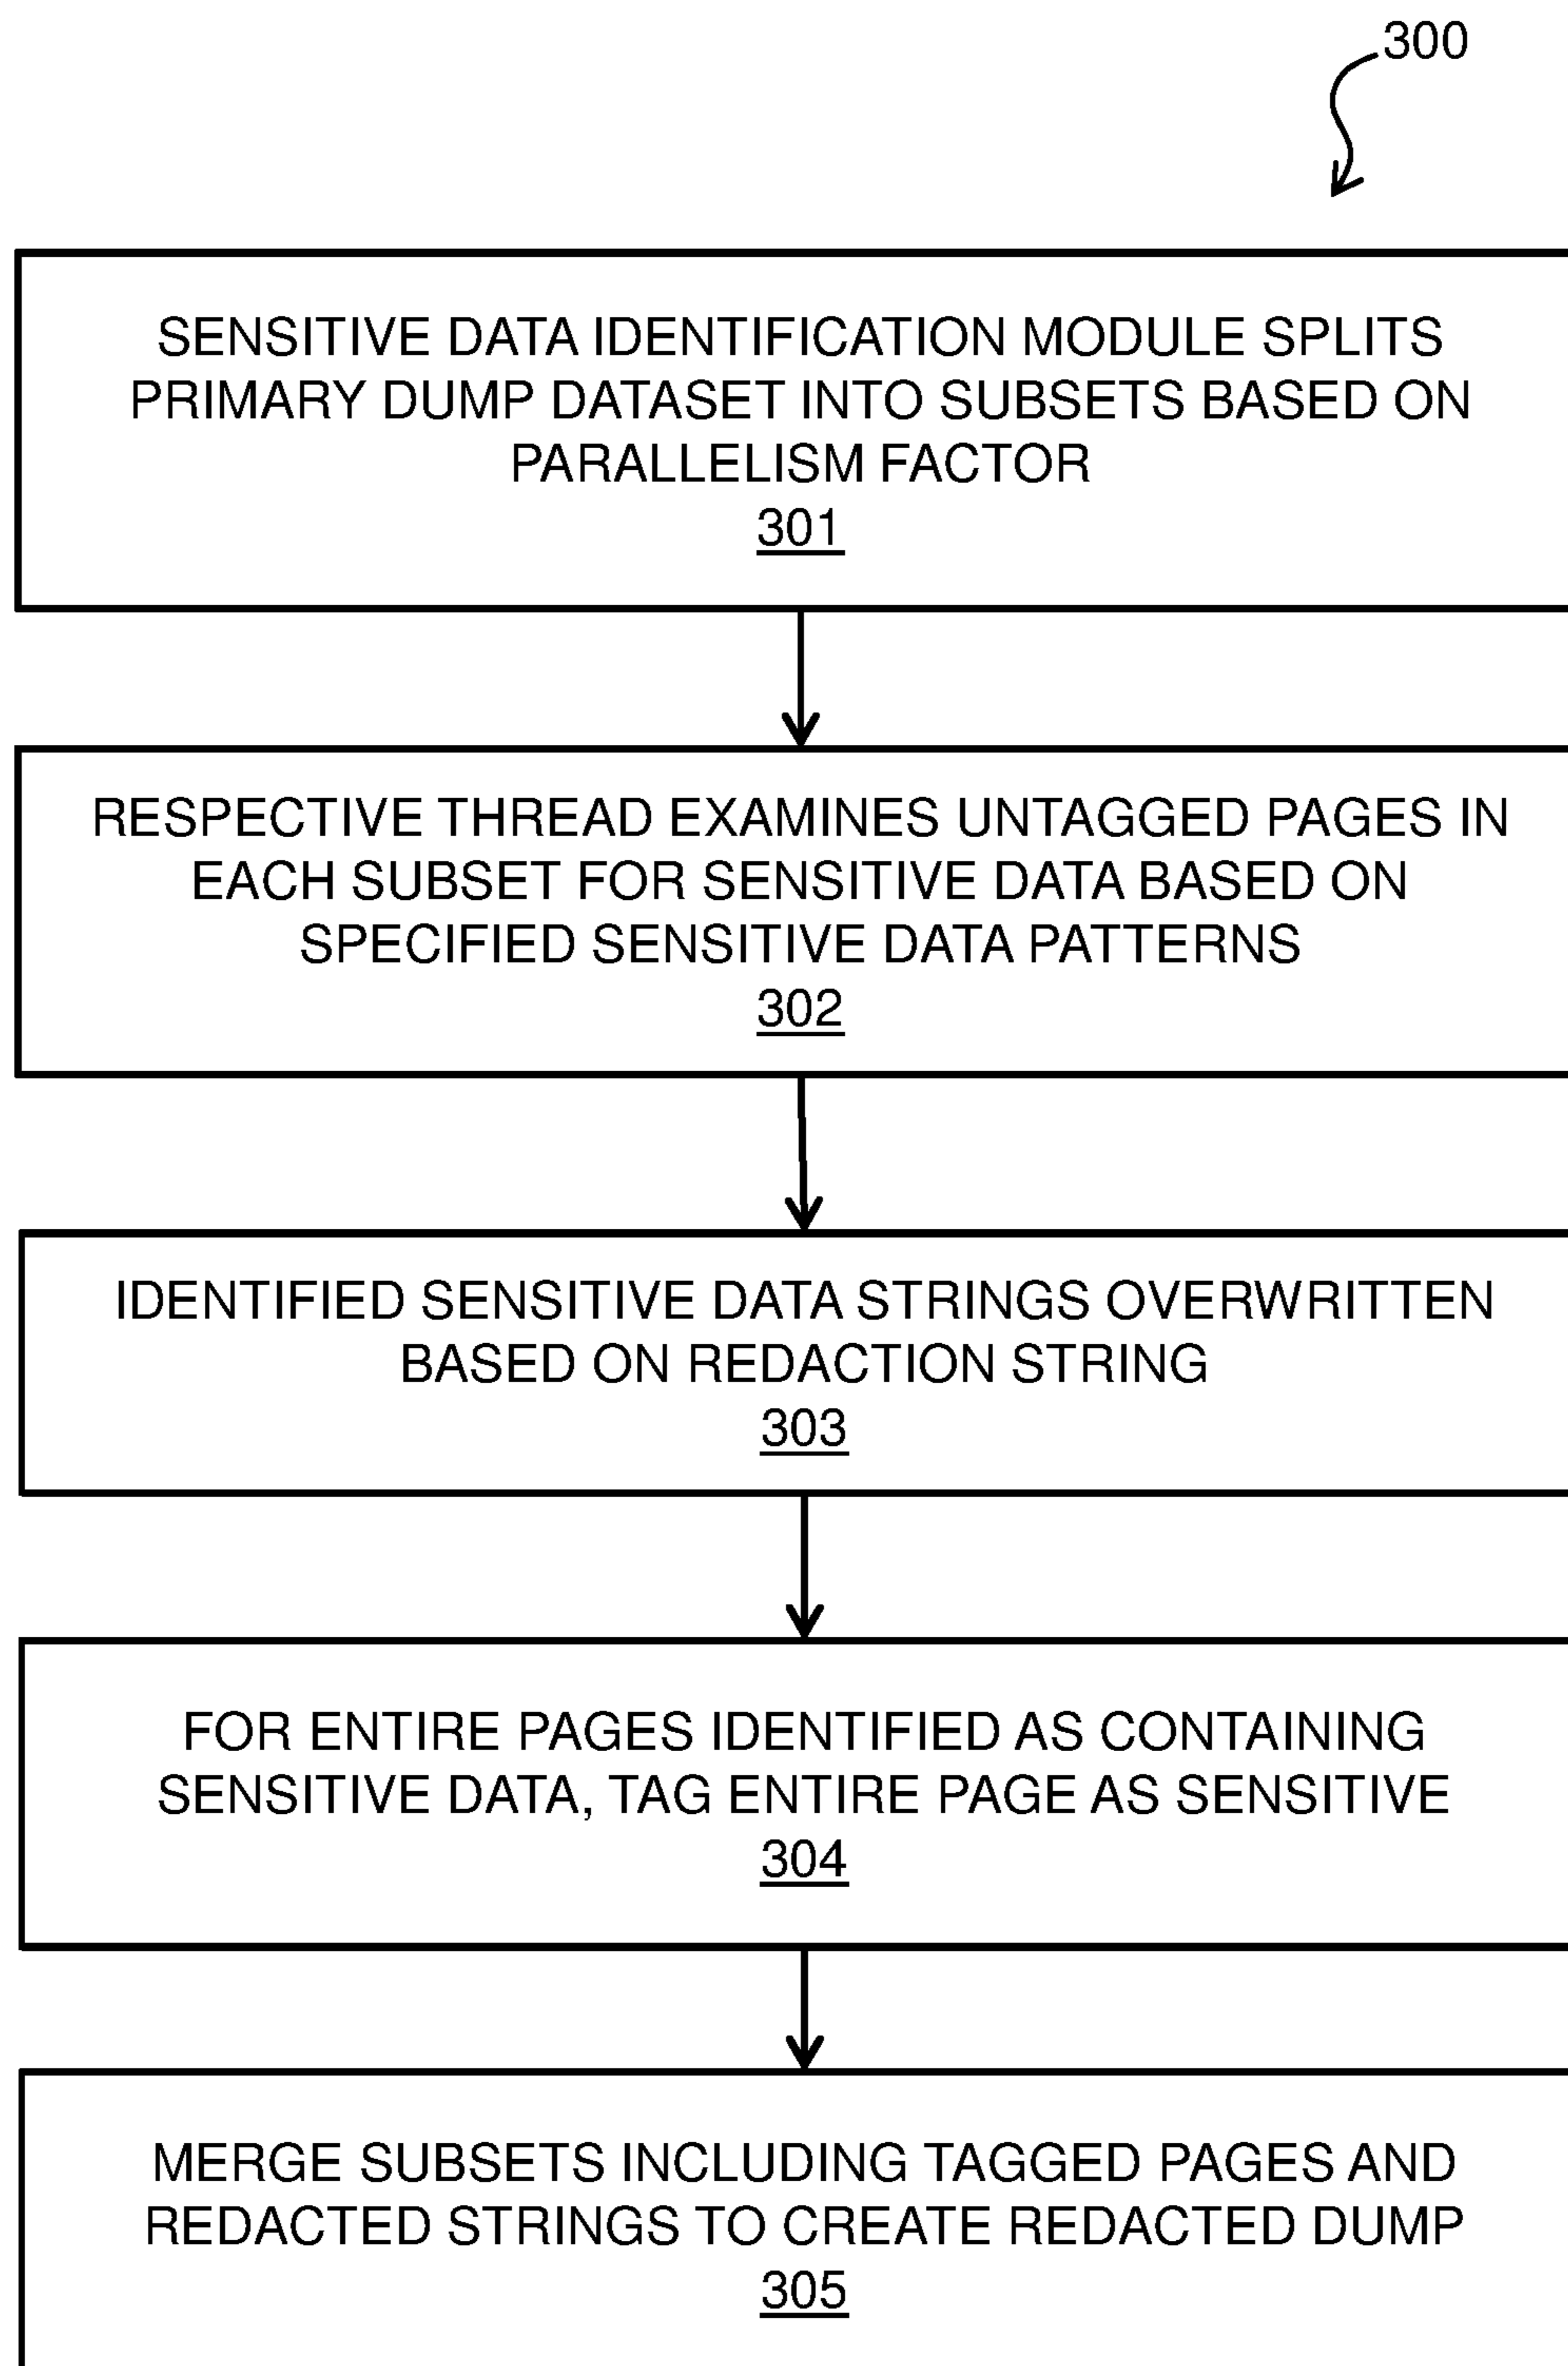 300
SENSITIVE DATA IDENTIFICATION MODULE SPLITS
PRIMARY DUMP DATASET INTO SUBSETS BASED ON
PARALLELISM FACTOR
301
RESPECTIVE THREAD EXAMINES UNTAGGED PAGES IN
EACH SUBSET FOR SENSITIVE DATA BASED ON
SPECIFIED SENSITIVE DATA PATTERNS
302
IDENTIFIED SENSITIVE DATA STRINGS OVERWRITTEN
BASED ON REDACTION STRING
303
FOR ENTIRE PAGES IDENTIFIED AS CONTAINING
SENSITIVE DATA, TAG ENTIRE PAGE AS SENSITIVE
304
MERGE SUBSETS INCLUDING TAGGED PAGES AND
REDACTED STRINGS TO CREATE REDACTED DUMP
305